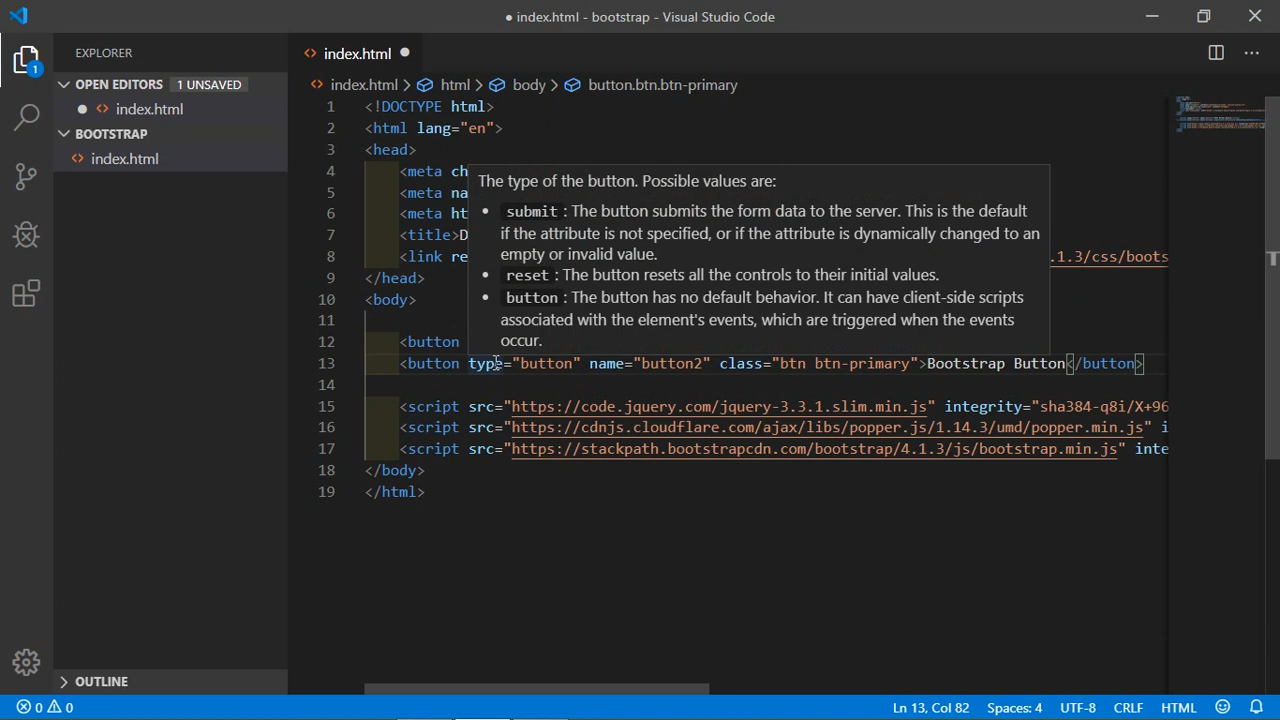 ● index.html - bootstrap - Visual Studio Code
EXPLORER
OPEN EDITORS 1 UNSAVED
● <> index.html
BOOTSTRAP
<> index.html
OUTLINE
1
<> index.html ●
<> index.html > html > body > button.btn.btn-primary
1 <!DOCTYPE html>
2 <html lang="en">
3 <head>
4 <meta ch
5 <meta na
6 <meta ht
7 <title>D
8 <link re .1.3/css/boots
9 </head>
10 <body>
11
12 <button
13 <button type="button" name="button2" class="btn btn-primary">Bootstrap Button</button>
14
15 <script src="https://code.jquery.com/jquery-3.3.1.slim.min.js" integrity="sha384-q8i/X+96
16 <script src="https://cdnjs.cloudflare.com/ajax/libs/popper.js/1.14.3/umd/popper.min.js" i
17 <script src="https://stackpath.bootstrapcdn.com/bootstrap/4.1.3/js/bootstrap.min.js" inte
18 </body>
19 </html>
The type of the button. Possible values are:
• submit: The button submits the form data to the server. This is the default
if the attribute is not specified, or if the attribute is dynamically changed to an
empty or invalid value.
• reset: The button resets all the controls to their initial values.
• button: The button has no default behavior. It can have client-side scripts
associated with the element's events, which are triggered when the events
occur.
0 0 Ln 13, Col 82 Spaces: 4 UTF-8 CRLF HTML